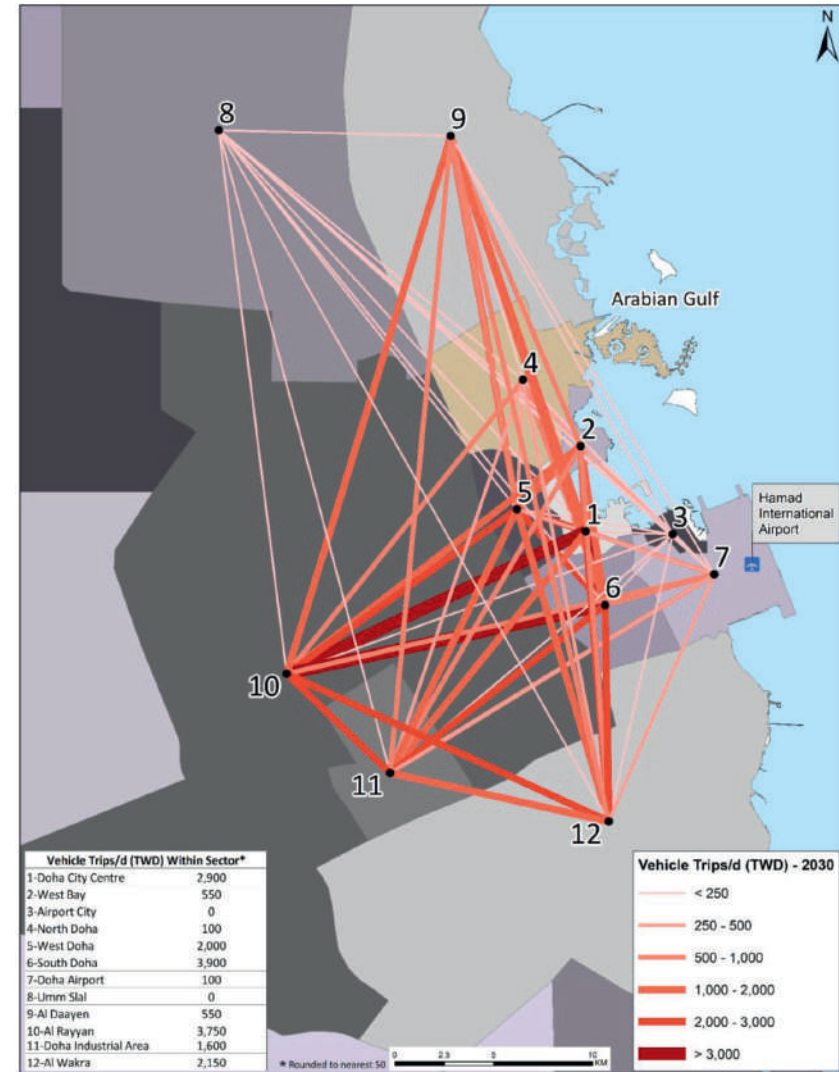 N
8
9
Arabian Gulf
4
2
5
1
3
Hamad
International
Airport
7
6
10
11
12
Vehicle Trips/d (TWD) Within Sector*
1-Doha City Centre 2,900
2-West Bay 550
3-Airport City 0
4-North Doha 100
5-West Doha 2,000
6-South Doha 3,900
7-Doha Airport 100
8-Umm Slal 0
9-Al Daayen 550
10-Al Rayyan 3,750
11-Doha Industrial Area 1,600
12-Al Wakra 2,150
* Rounded to nearest 50
0 2.5 5 10
KM
Vehicle Trips/d (TWD) - 2030
< 250
250 - 500
500 - 1,000
1,000 - 2,000
2,000 - 3,000
> 3,000